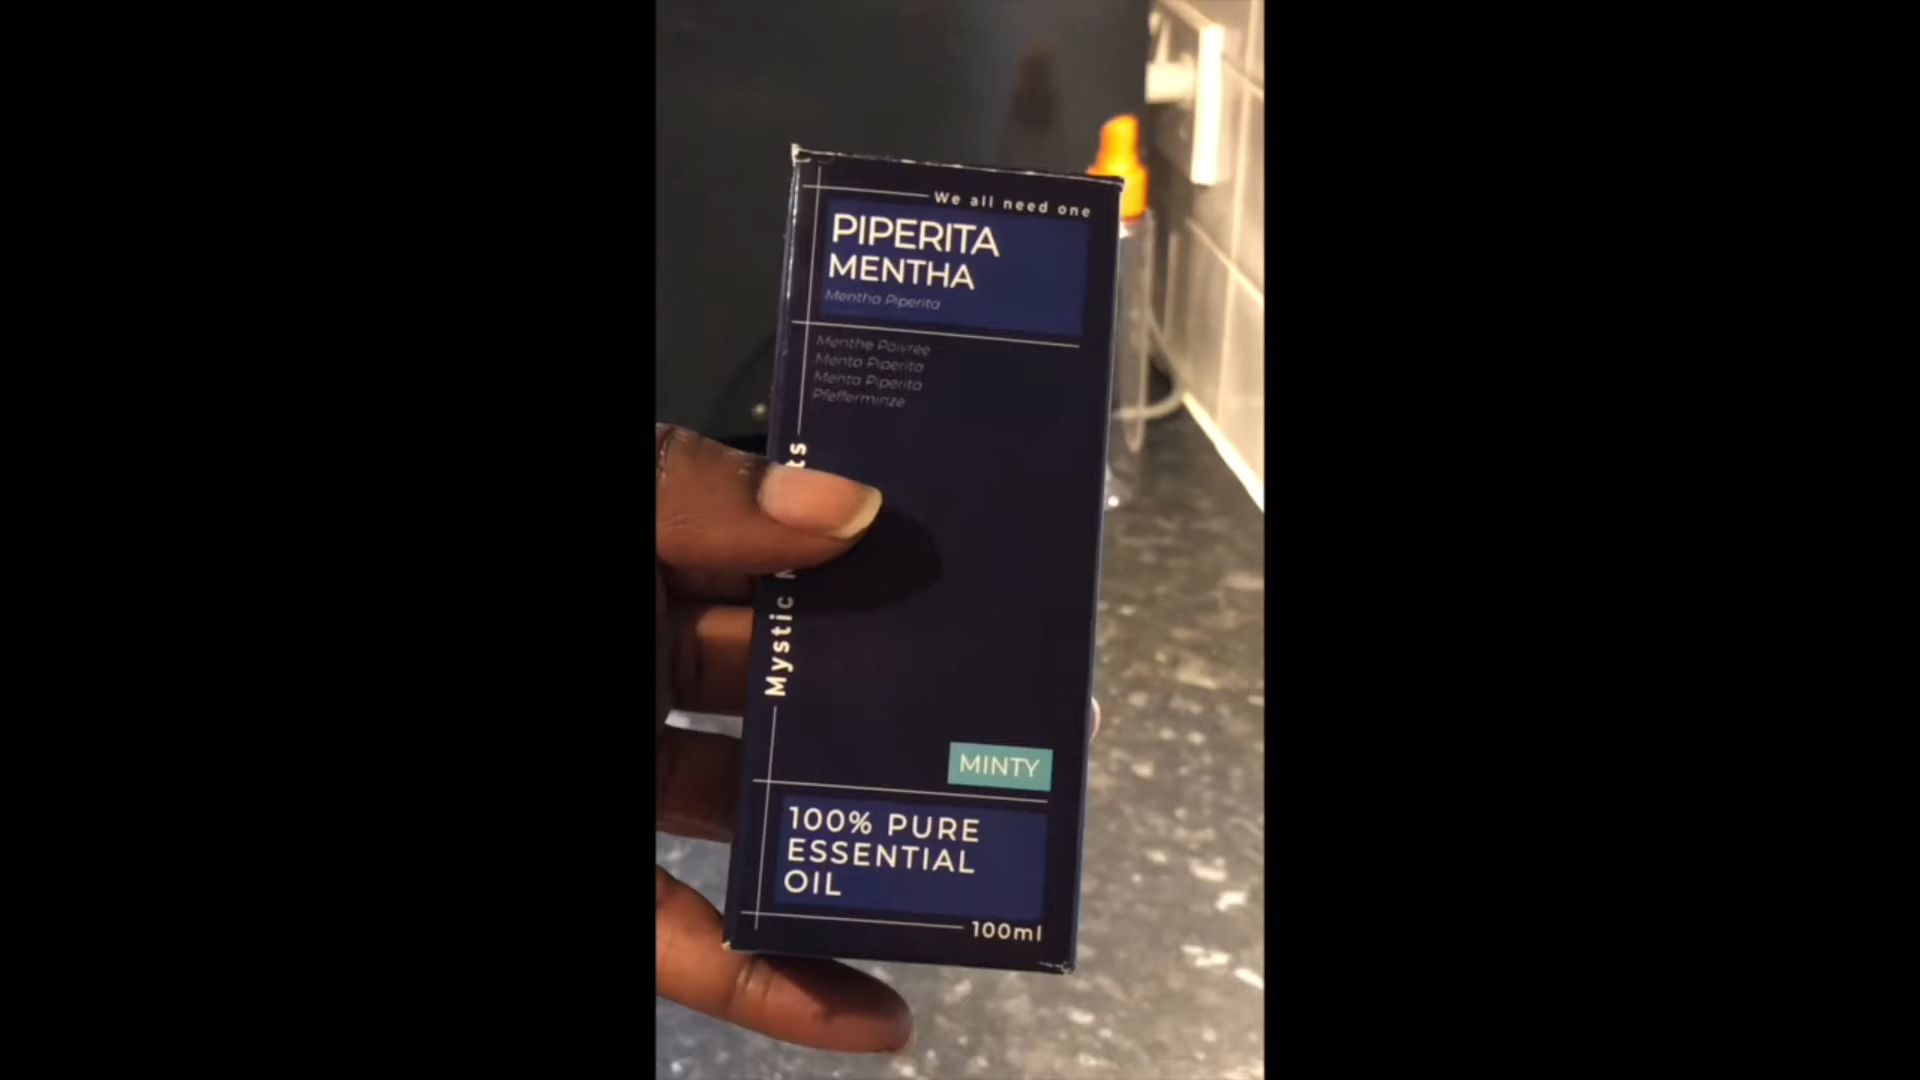 We all need one
PIPERITA
MENTHA
Mentha Piperita
Menthe Poivree
Menta Piperita
Menta Piperita
Pfefferminze
Mystic
MINTY
100% PURE
ESSENTIAL
OIL
100ml